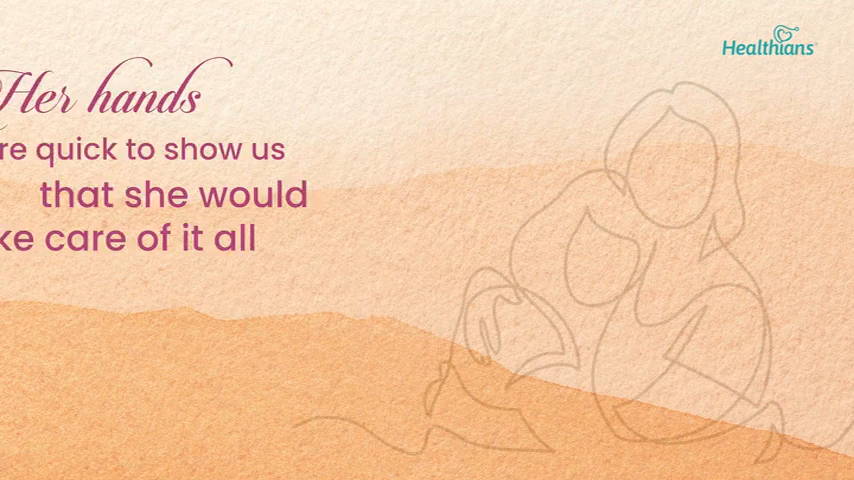 Healthians
Her hands
re quick to show us
that she would
ke care of it all